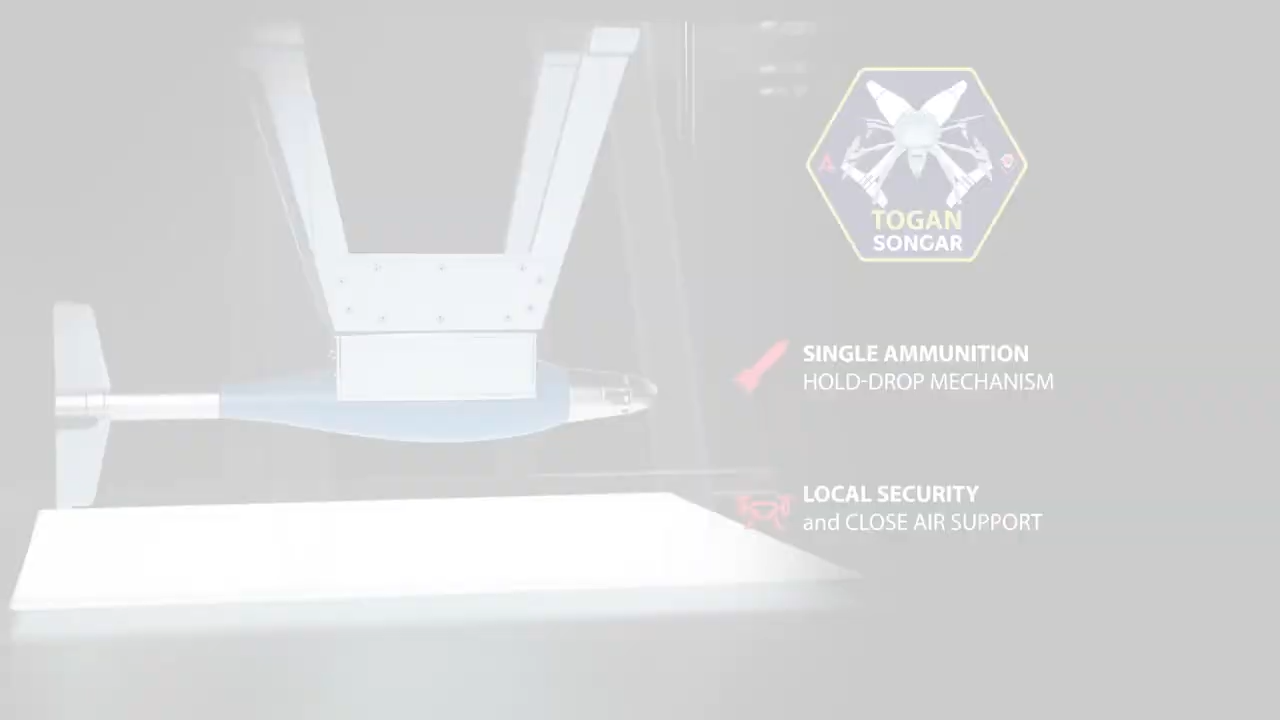 TOGAN
SONGAR
SINGLE AMMUNITION
HOLD-DROP MECHANISM
LOCAL SECURITY
and CLOSE AIR SUPPORT